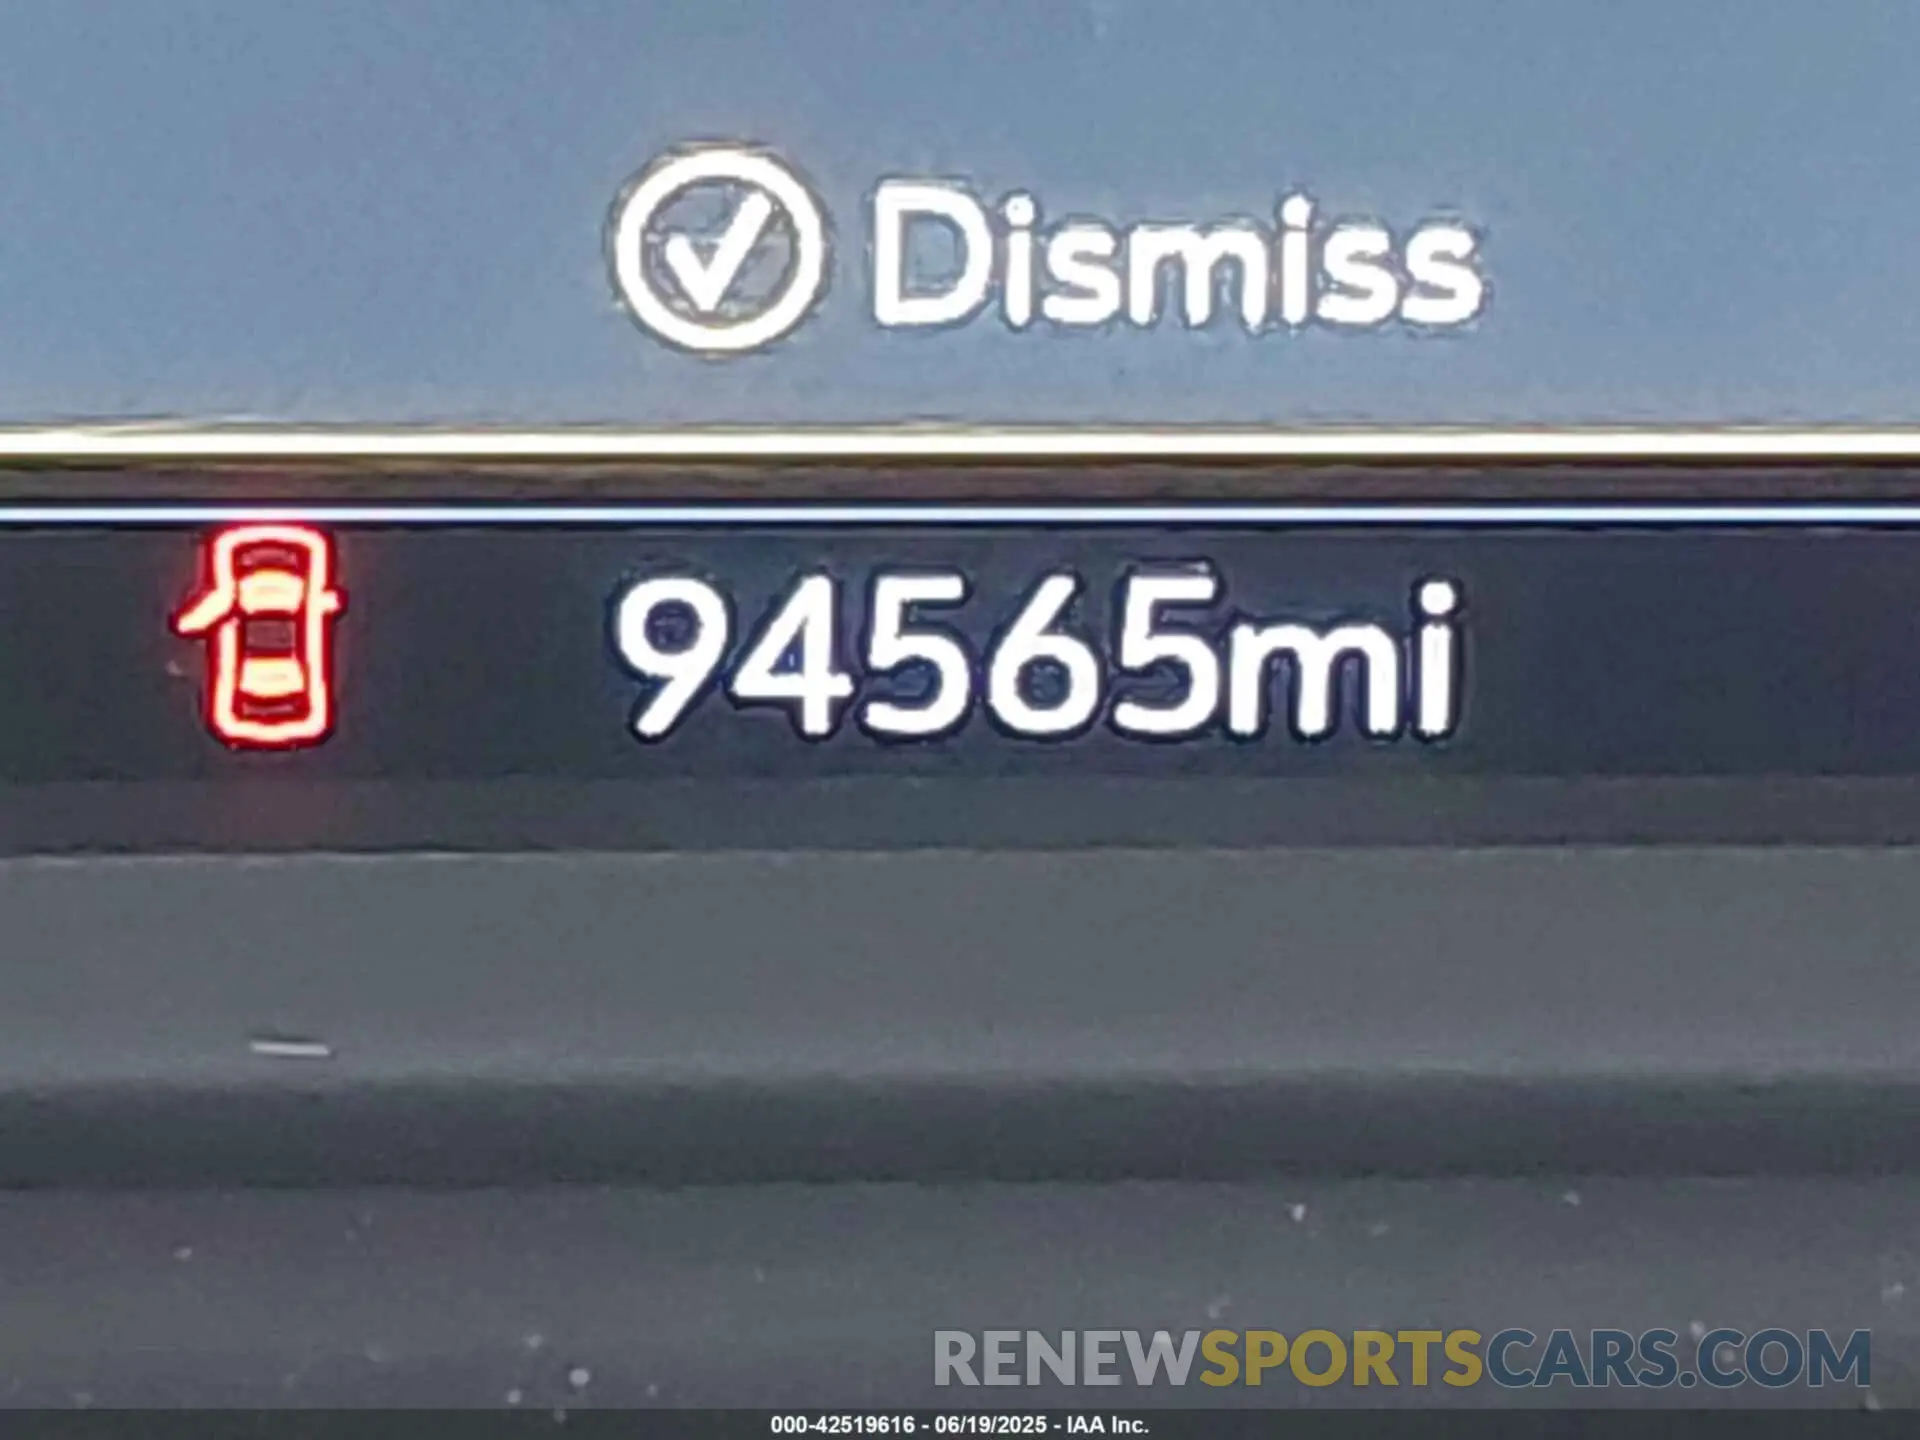 Dismiss
94565mi
RENEWSPORTSCARS.COM
000-42519616 - 06/19/2025 - IAA Inc.